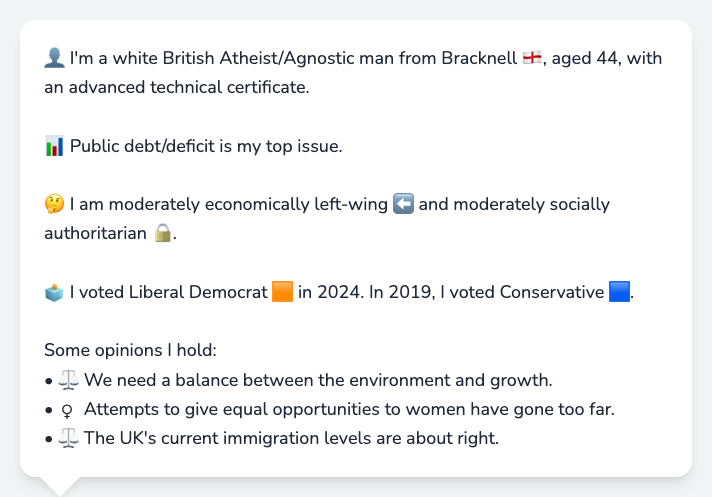 👤 I'm a white British Atheist/Agnostic man from Bracknell 🏴󠁧󠁢󠁥󠁮󠁧󠁿, aged 44, with
an advanced technical certificate.
📊 Public debt/deficit is my top issue.
🤔 I am moderately economically left-wing ⬅️ and moderately socially
authoritarian 🔒.
🗳️ I voted Liberal Democrat 🟧 in 2024. In 2019, I voted Conservative 🟦.
Some opinions I hold:
• ⚖️ We need a balance between the environment and growth.
• ♀ Attempts to give equal opportunities to women have gone too far.
• ⚖️ The UK's current immigration levels are about right.